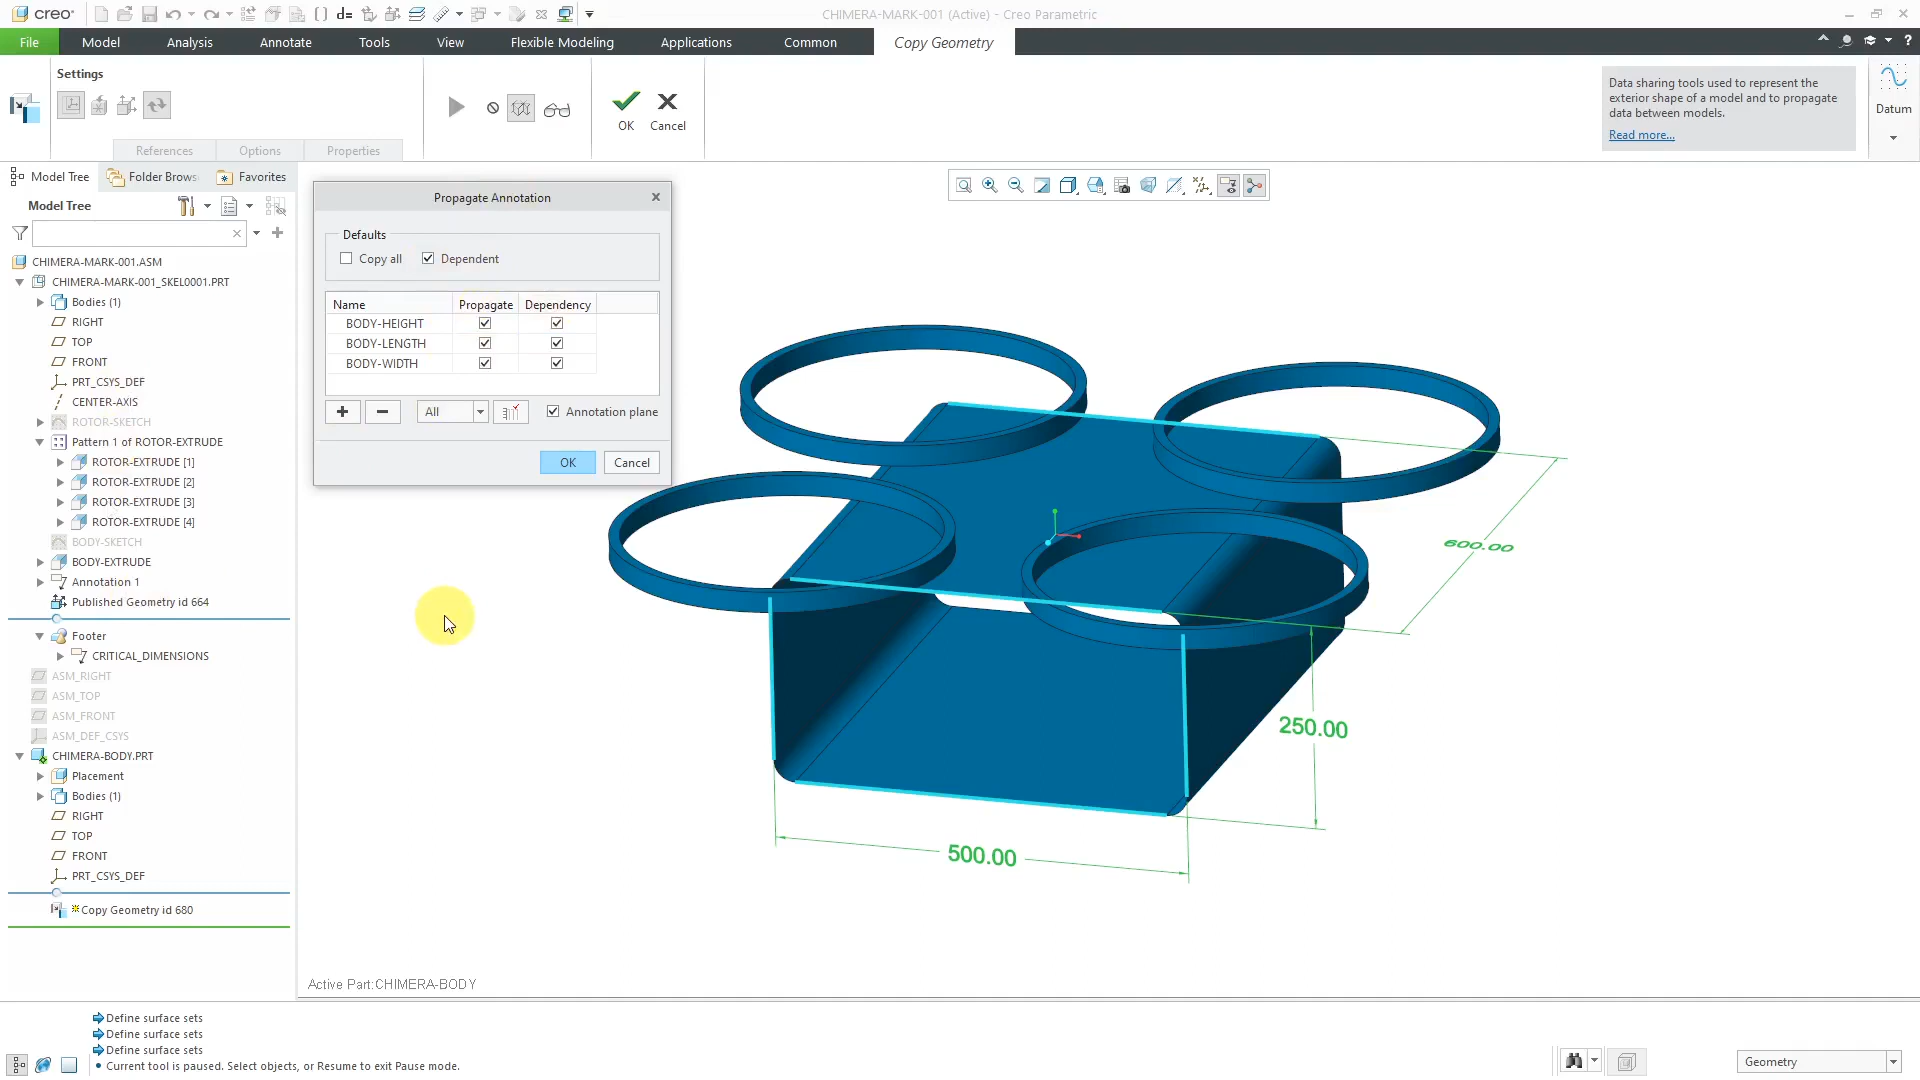 creo
CHIMERA-MARK-001 (Active) - Creo Parametric
File
Model
Analysis
Annotate
Tools
View
Flexible Modeling
Applications
Common
Copy Geometry
Settings
OK
Cancel
References
Options
Properties
Data sharing tools used to represent the
exterior shape of a model and to propagate
data between models.
Read more...
Datum
Model Tree
Folder Brows
Favorites
Model Tree
CHIMERA-MARK-001.ASM
CHIMERA-MARK-001_SKEL0001.PRT
Bodies (1)
RIGHT
TOP
FRONT
PRT_CSYS_DEF
CENTER-AXIS
ROTOR-SKETCH
Pattern 1 of ROTOR-EXTRUDE
ROTOR-EXTRUDE [1]
ROTOR-EXTRUDE [2]
ROTOR-EXTRUDE [3]
ROTOR-EXTRUDE [4]
BODY-SKETCH
BODY-EXTRUDE
Annotation 1
Published Geometry id 664
Footer
CRITICAL_DIMENSIONS
ASM_RIGHT
ASM_TOP
ASM_FRONT
ASM_DEF_CSYS
CHIMERA-BODY.PRT
Placement
Bodies (1)
RIGHT
TOP
FRONT
PRT_CSYS_DEF
Copy Geometry id 680
Propagate Annotation
Defaults
Copy all
Dependent
Name Propagate Dependency
BODY-HEIGHT
BODY-LENGTH
BODY-WIDTH
All
Annotation plane
OK
Cancel
600.00
250.00
500.00
Active Part:CHIMERA-BODY
Define surface sets
Define surface sets
Define surface sets
• Current tool is paused. Select objects, or Resume to exit Pause mode.
Geometry